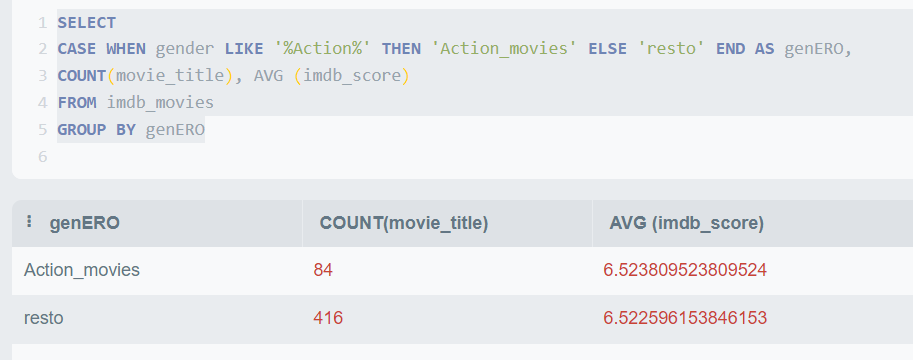 1 SELECT
2 CASE WHEN gender LIKE '%Action%' THEN 'Action_movies' ELSE 'resto' END AS genERO,
3 COUNT(movie_title), AVG (imdb_score)
4 FROM imdb_movies
5 GROUP BY genERO
6
genERO COUNT(movie_title) AVG (imdb_score)
Action_movies 84 6.523809523809524
resto 416 6.522596153846153